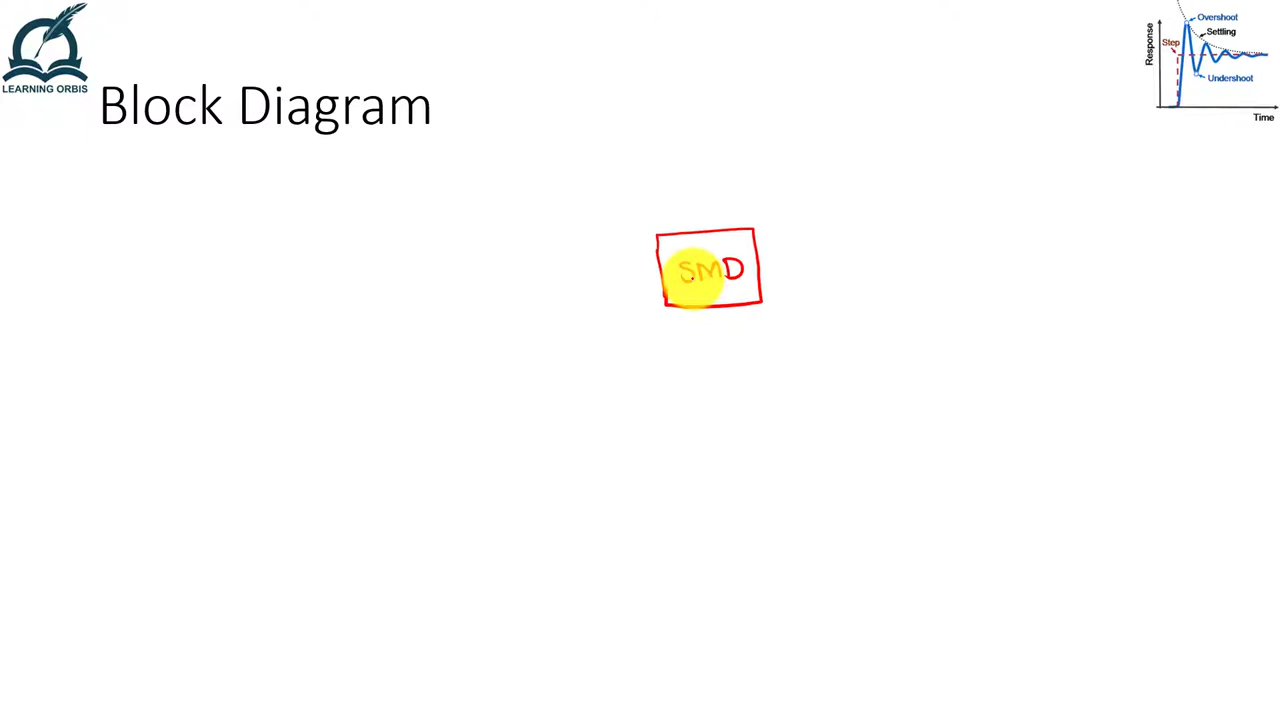 Overshoot
Settling
Step
Response
Undershoot
Time
LEARNING ORBIS
Block Diagram
SMD